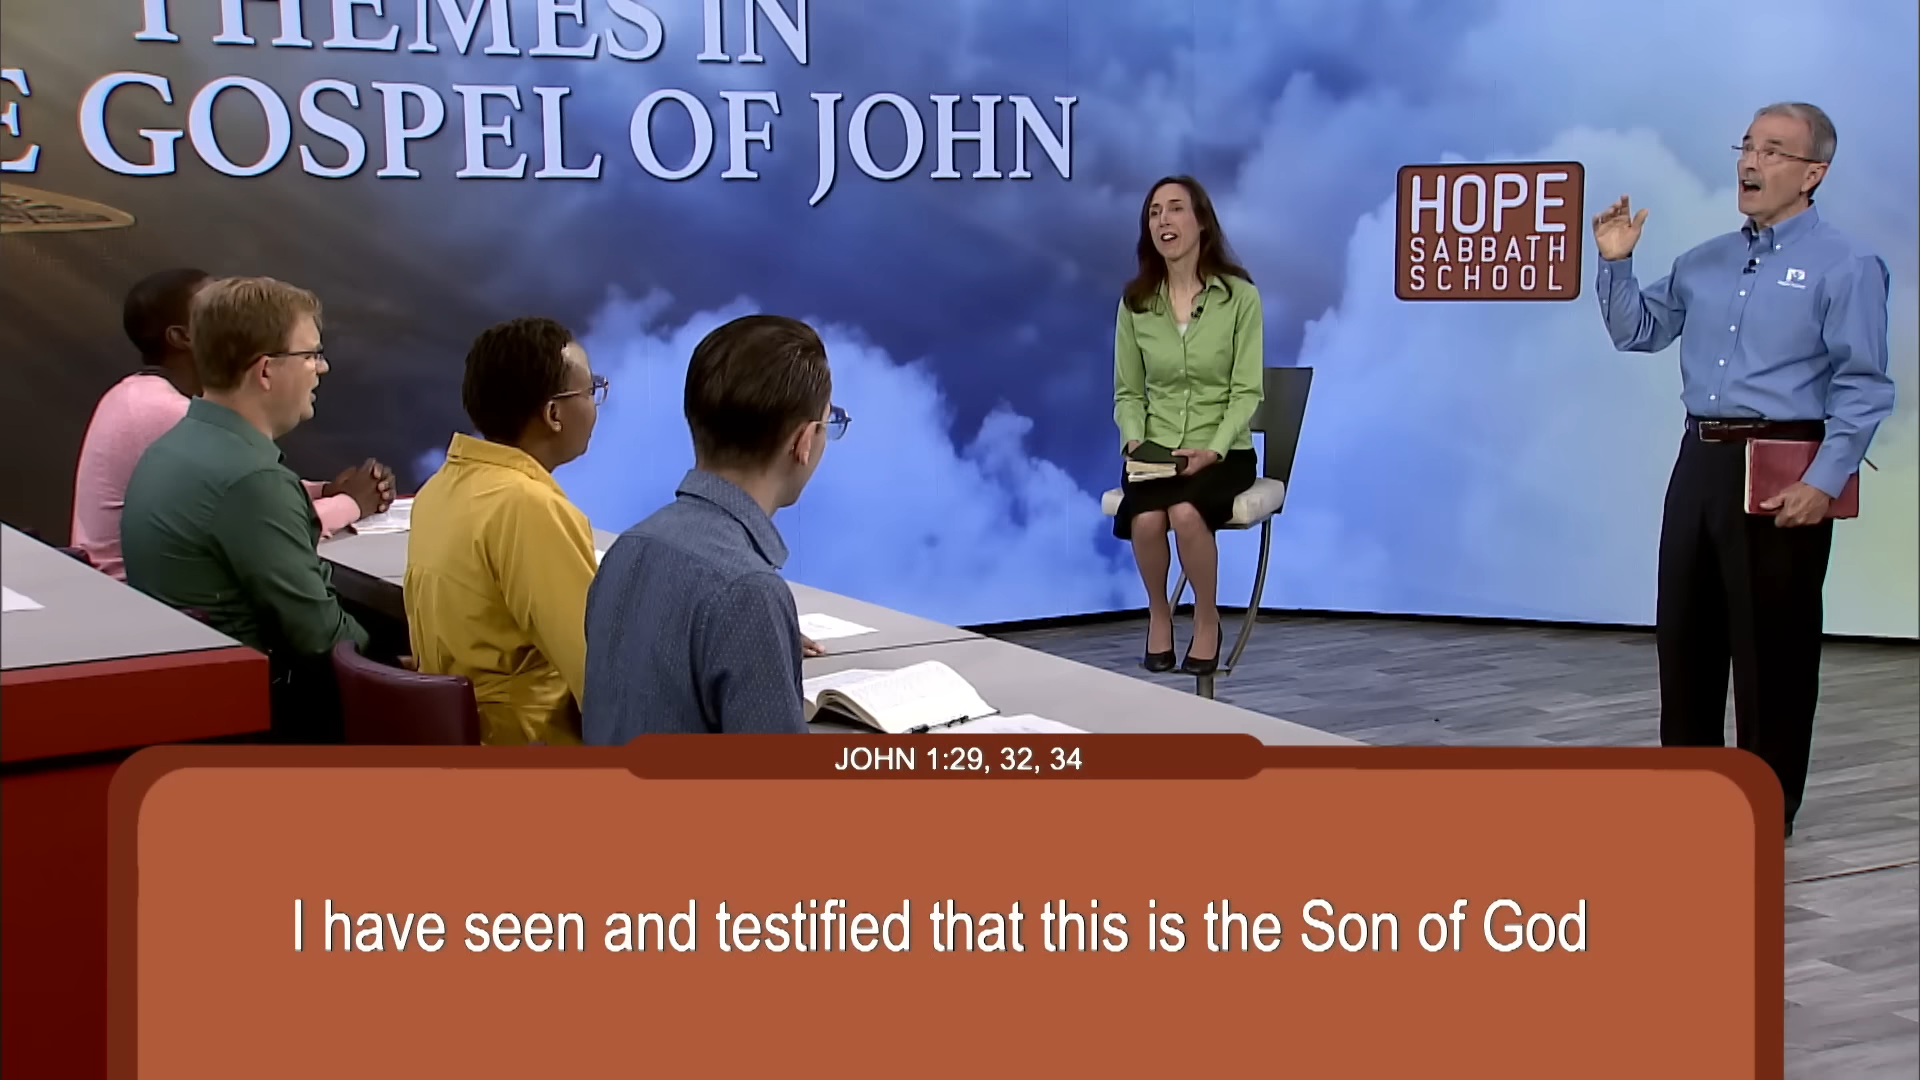 THEMES IN
E GOSPEL OF JOHN
HOPE
SABBATH
SCHOOL
JOHN 1:29, 32, 34
I have seen and testified that this is the Son of God